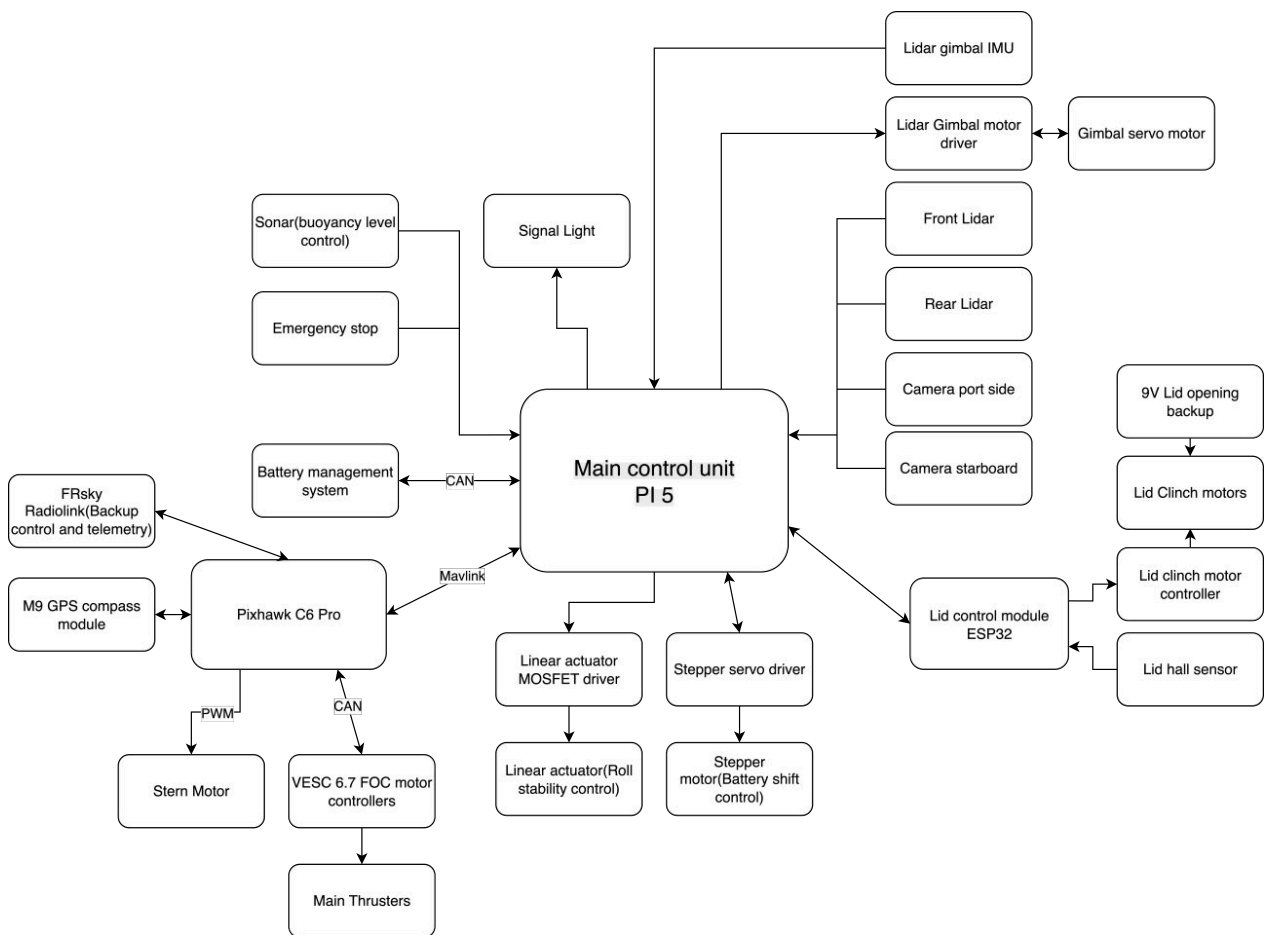 Lidar gimbal IMU
Lidar Gimbal motor
driver
Gimbal servo motor
Sonar(buoyancy level
control)
Signal Light
Front Lidar
Emergency stop
Rear Lidar
Camera port side
9V Lid opening
backup
Battery management
system
CAN
Main control unit
PI 5
Camera starboard
Lid Clinch motors
FRsky
Radiolink(Backup
control and telemetry)
Mavlink
M9 GPS compass
module
Pixhawk C6 Pro
Lid clinch motor
controller
Lid control module
ESP32
Linear actuator
MOSFET driver
Stepper servo driver
Lid hall sensor
PWM
CAN
Stern Motor
VESC 6.7 FOC motor
controllers
Linear actuator(Roll
stability control)
Stepper
motor(Battery shift
control)
Main Thrusters